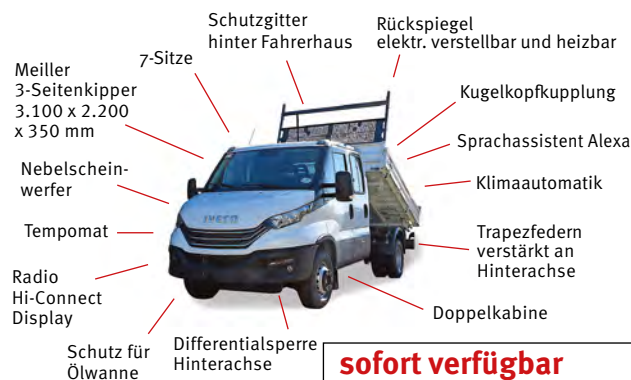 Schutzgitter
hinter Fahrerhaus
Rückspiegel
elektr. verstellbar und heizbar
7-Sitze
Meiller
3-Seitenkipper
3.100 x 2.200
x 350 mm
Kugelkopfkupplung
Sprachassistent Alexa
Nebelschein-
werfer
Klimaautomatik
IVECO
Tempomat
Trapezfedern
verstärkt an
Hinterachse
Radio
Hi-Connect
Display
Doppelkabine
Schutz für
Ölwanne
Differentialsperre
Hinterachse
sofort verfügbar